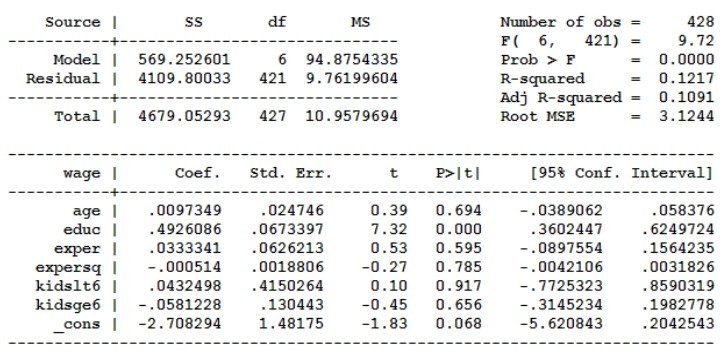 Source |       SS       df       MS              Number of obs =     428
-------------+------------------------------           F(  6,   421) =    9.72
Model |  569.252601     6  94.8754335           Prob > F      =  0.0000
Residual |  4109.80033   421  9.76199604           R-squared     =  0.1217
-------------+------------------------------           Adj R-squared =  0.1091
Total |  4679.05293   427  10.9579694           Root MSE      =  3.1244
------------------------------------------------------------------------------
wage |      Coef.   Std. Err.      t    P>|t|     [95% Conf. Interval]
-------------+----------------------------------------------------------------
age |   .0097349    .024746     0.39   0.694    -.0389062     .058376
educ |   .4926086   .0673397     7.32   0.000     .3602447    .6249724
exper |   .0333341   .0626213     0.53   0.595    -.0897554    .1564235
expersq |   -.000514   .0018806    -0.27   0.785    -.0042106    .0031826
kidslt6 |   .0432498   .4150264     0.10   0.917    -.7725323    .8590319
kidsge6 |  -.0581228    .130443    -0.45   0.656    -.3145234    .1982778
_cons |  -2.708294    1.48175    -1.83   0.068    -5.620843    .2042543
------------------------------------------------------------------------------